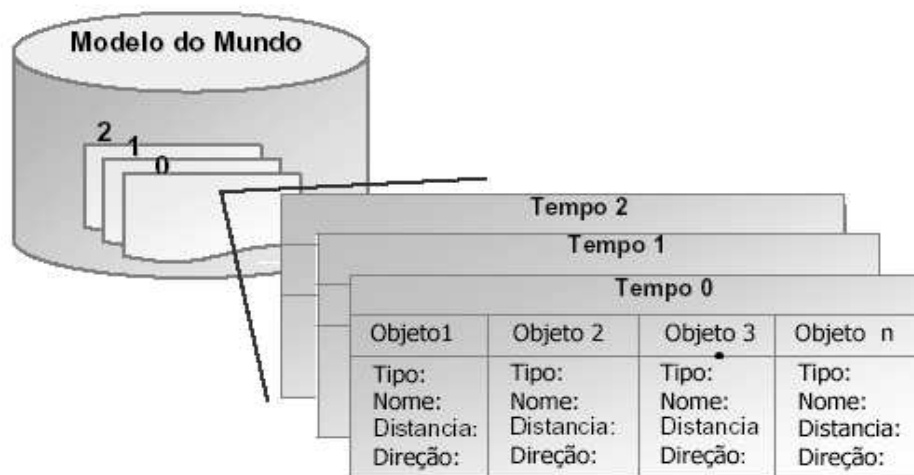 Modelo do Mundo
2
1
0
Tempo 2
Tempo 1
Tempo 0
Objeto1 Objeto 2 Objeto 3 Objeto n
Tipo: Tipo: Tipo: Tipo:
Nome: Nome: Nome: Nome:
Distancia: Distancia: Distancia Distancia:
Direção: Direção: Direção: Direção: